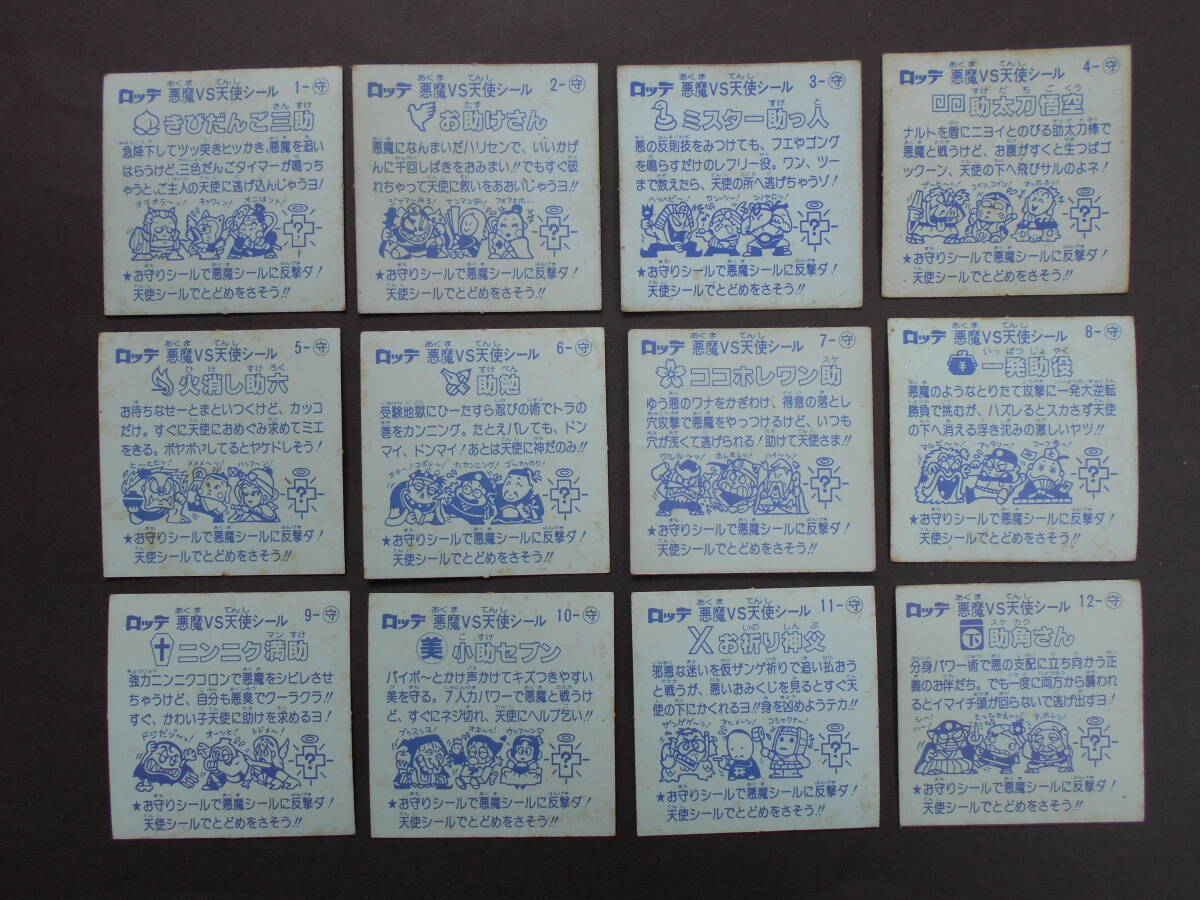 ロッテ 悪魔VS天使シール 1-守
きびだんご三助
急降下してツッ突きヒッかき、悪魔を追い
はらうけど、三色だんごタイマーが鳴っち
ゃうと、ご主人の天使に逃げ込んじゃうヨ!
★お守りシールで悪魔シールに反撃ダ!
天使シールでとどめをさそう!!
ロッテ 悪魔VS天使シール 2-守
お助けさん
悪魔になんまいだハリセンで、いいかげ
んに千回しばきをおみまい!!でもすぐ破
れちゃって天使に救いをあおいじゃうヨ!!
★お守りシールで悪魔シールに反撃ダ!
天使シールでとどめをさそう!!
ロッテ 悪魔VS天使シール 3-守
ミスター助っ人
悪の反則技をみつけても、フエやゴング
を鳴らすだけのレフリー役。ワン、ツー
まで数えたら、天使の所へ逃げちゃうゾ!
★お守りシールで悪魔シールに反撃ダ!
天使シールでとどめをさそう!!
ロッテ 悪魔VS天使シール 4-守
助太刀悟空
ナルトを盾にニョイとのびる助太刀棒で
悪魔と戦うけど、お腹がすくと生つばゴ
ックーン、天使の下へ飛びサルのよネ!
★お守りシールで悪魔シールに反撃ダ!
天使シールでとどめをさそう!!
ロッテ 悪魔VS天使シール 5-守
火消し助六
お待ちなせーとまといつくけど、カッコ
だけ。すぐに天使におめぐみ求めてミエ
をきる。ボヤボヤしてるとヤケドしそう!
★お守りシールで悪魔シールに反撃ダ!
天使シールでとどめをさそう!!
ロッテ 悪魔VS天使シール 6-守
助勉
受験地獄にひーたすら忍びの術でトラの
巻をカンニング。たとえバレても、ドン
マイ、ドンマイ!あとは天使に神だのみ!!
★お守りシールで悪魔シールに反撃ダ!
天使シールでとどめをさそう!!
ロッテ 悪魔VS天使シール 7-守
ココホレワン助
ゆう悪のワナをかぎわけ、得意の落とし
穴攻撃で悪魔をやっつけるけど、いつも
穴が浅くて逃げられる!助けて天使さま!!
★お守りシールで悪魔シールに反撃ダ!
天使シールでとどめをさそう!!
ロッテ 悪魔VS天使シール 8-守
一発助役
悪魔のようなとりたて攻撃に一発大逆転
勝負で挑むが、ハズレるとスカさず天使
の下へ消える浮き沈みの激しいヤツ!!
★お守りシールで悪魔シールに反撃ダ!
天使シールでとどめをさそう!!
ロッテ 悪魔VS天使シール 9-守
ニンニク満助
強力ニンニクコロンで悪魔をシビレさせ
ちゃうけど、自分も悪臭でクーラクラ!!
すぐ、かわい子天使に助けを求めるヨ!
★お守りシールで悪魔シールに反撃ダ!
天使シールでとどめをさそう!!
ロッテ 悪魔VS天使シール 10-守
美 小助セブン
パイポ〜とかけ声かけてキズつきやすい
美を守る。7人力パワーで悪魔と戦うけ
ど、すぐにネジ切れ、天使にヘルプ乞い!!
★お守りシールで悪魔シールに反撃ダ!
天使シールでとどめをさそう!!
ロッテ 悪魔VS天使シール 11-守
お祈り神父
邪悪な迷いを仮ザンゲ祈りで追い払おう
と戦うが、悪いおみくじを見るとすぐ天
使の下にかくれるヨ!!身を凶めようテカ!!
★お守りシールで悪魔シールに反撃ダ!
天使シールでとどめをさそう!!
ロッテ 悪魔VS天使シール 12-守
助角さん
分身パワー術で悪の支配に立ち向かう正
義のお伴だち。でも一度に両方から襲われ
るとイマイチ頭が回らないで逃げ出すヨ!
★お守りシールで悪魔シールに反撃ダ!
天使シールでとどめをさそう!!